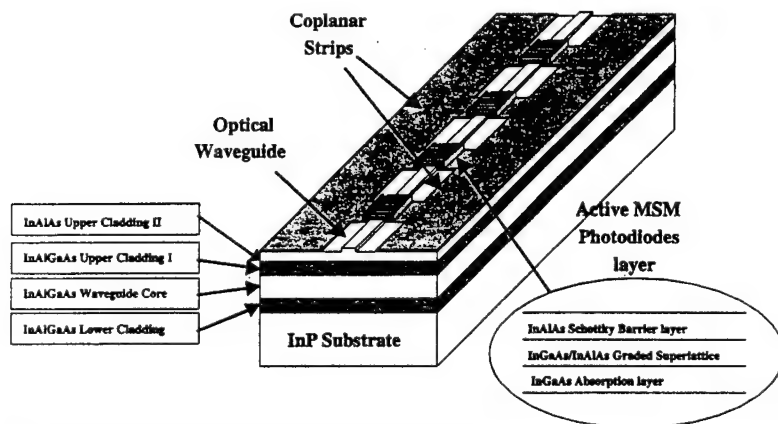 Coplanar
Strips
Optical
Waveguide
InAlAs Upper Cladding II
InAlGaAs Upper Cladding I
InAlGaAs Waveguide Core
InAlGaAs Lower Cladding
InP Substrate
Active MSM
Photodiodes
layer
InAlAs Schottky Barrier layer
InGaAs/InAlAs Graded Superlattice
InGaAs Absorption layer